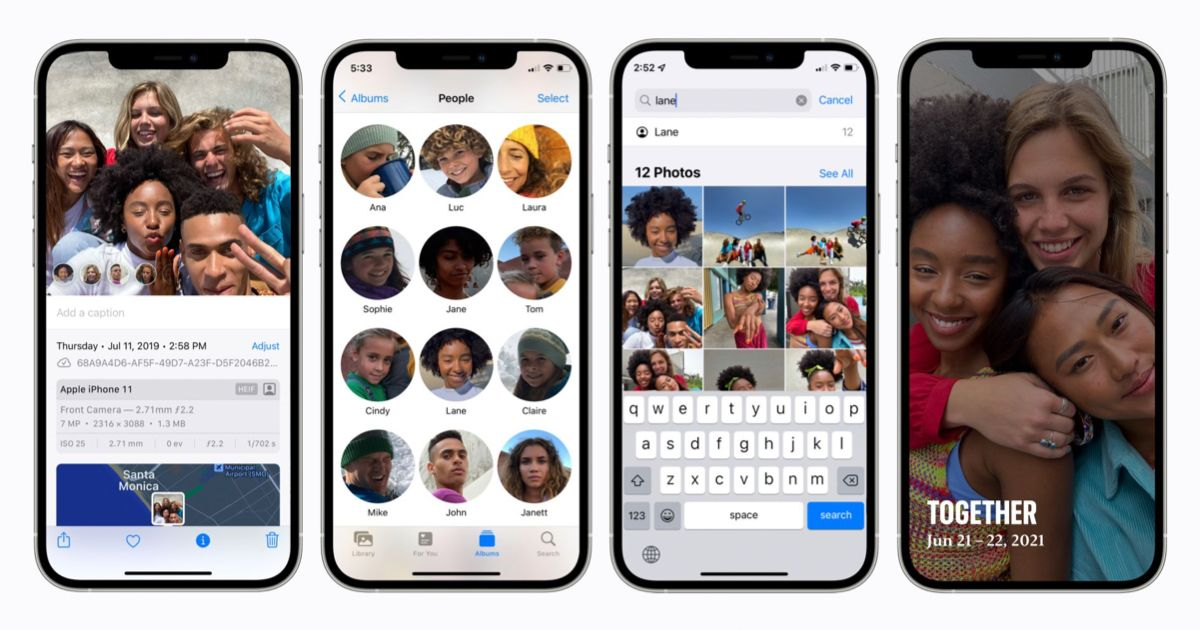 Add a caption
Thursday • Jul 11, 2019 • 2:58 PM
Adjust
68A9A4D6-AF5F-49D7-A23F-D5F2046B2...
Apple iPhone 11
HEIF
Front Camera — 2.71mm ƒ2.2
7 MP • 2316 × 3088 • 1.3 MB
ISO 25
2.71 mm
0 ev
ƒ2.2
1/702 s
Santa
Monica
Municipal
Airport (SMO)
5:33
Albums
People
Select
Ana
Luc
Laura
Sophie
Jane
Tom
Cindy
Lane
Claire
Mike
John
Janett
Library
For You
Albums
Search
2:52
lane
Cancel
Lane
12
12 Photos
See All
q w e r t y u i o p
a s d f g h j k l
z x c v b n m
123
space
search
TOGETHER
Jun 21 – 22, 2021